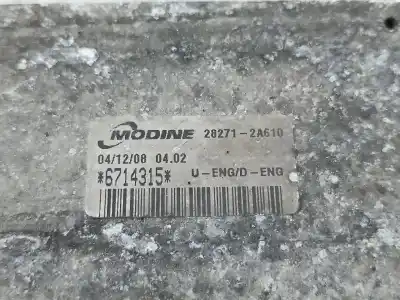 MODINE 28271-2A610
04/12/08 04.02
*6714315* U-ENG/D-ENG